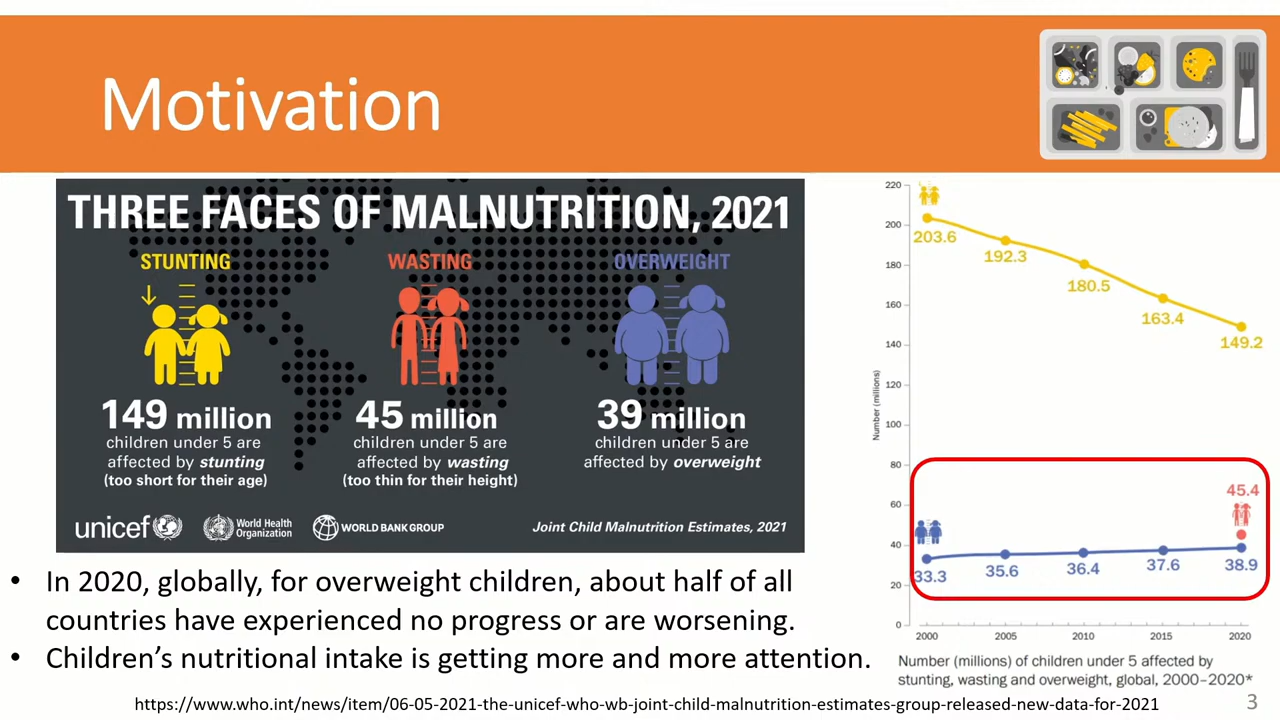 Motivation
THREE FACES OF MALNUTRITION, 2021
STUNTING
149 million
children under 5 are
affected by stunting
(too short for their age)
WASTING
45 million
children under 5 are
affected by wasting
(too thin for their height)
OVERWEIGHT
39 million
children under 5 are
affected by overweight
unicef
World Health
Organization
WORLD BANK GROUP
Joint Child Malnutrition Estimates, 2021
Number (millions)
220
200
180
160
140
120
100
80
60
40
20
0
203.6
192.3
180.5
163.4
149.2
45.4
33.3
35.6
36.4
37.6
38.9
2000
2005
2010
2015
2020
Number (millions) of children under 5 affected by
stunting, wasting and overweight, global, 2000–2020*
• In 2020, globally, for overweight children, about half of all
countries have experienced no progress or are worsening.
• Children’s nutritional intake is getting more and more attention.
https://www.who.int/news/item/06-05-2021-the-unicef-who-wb-joint-child-malnutrition-estimates-group-released-new-data-for-2021
3